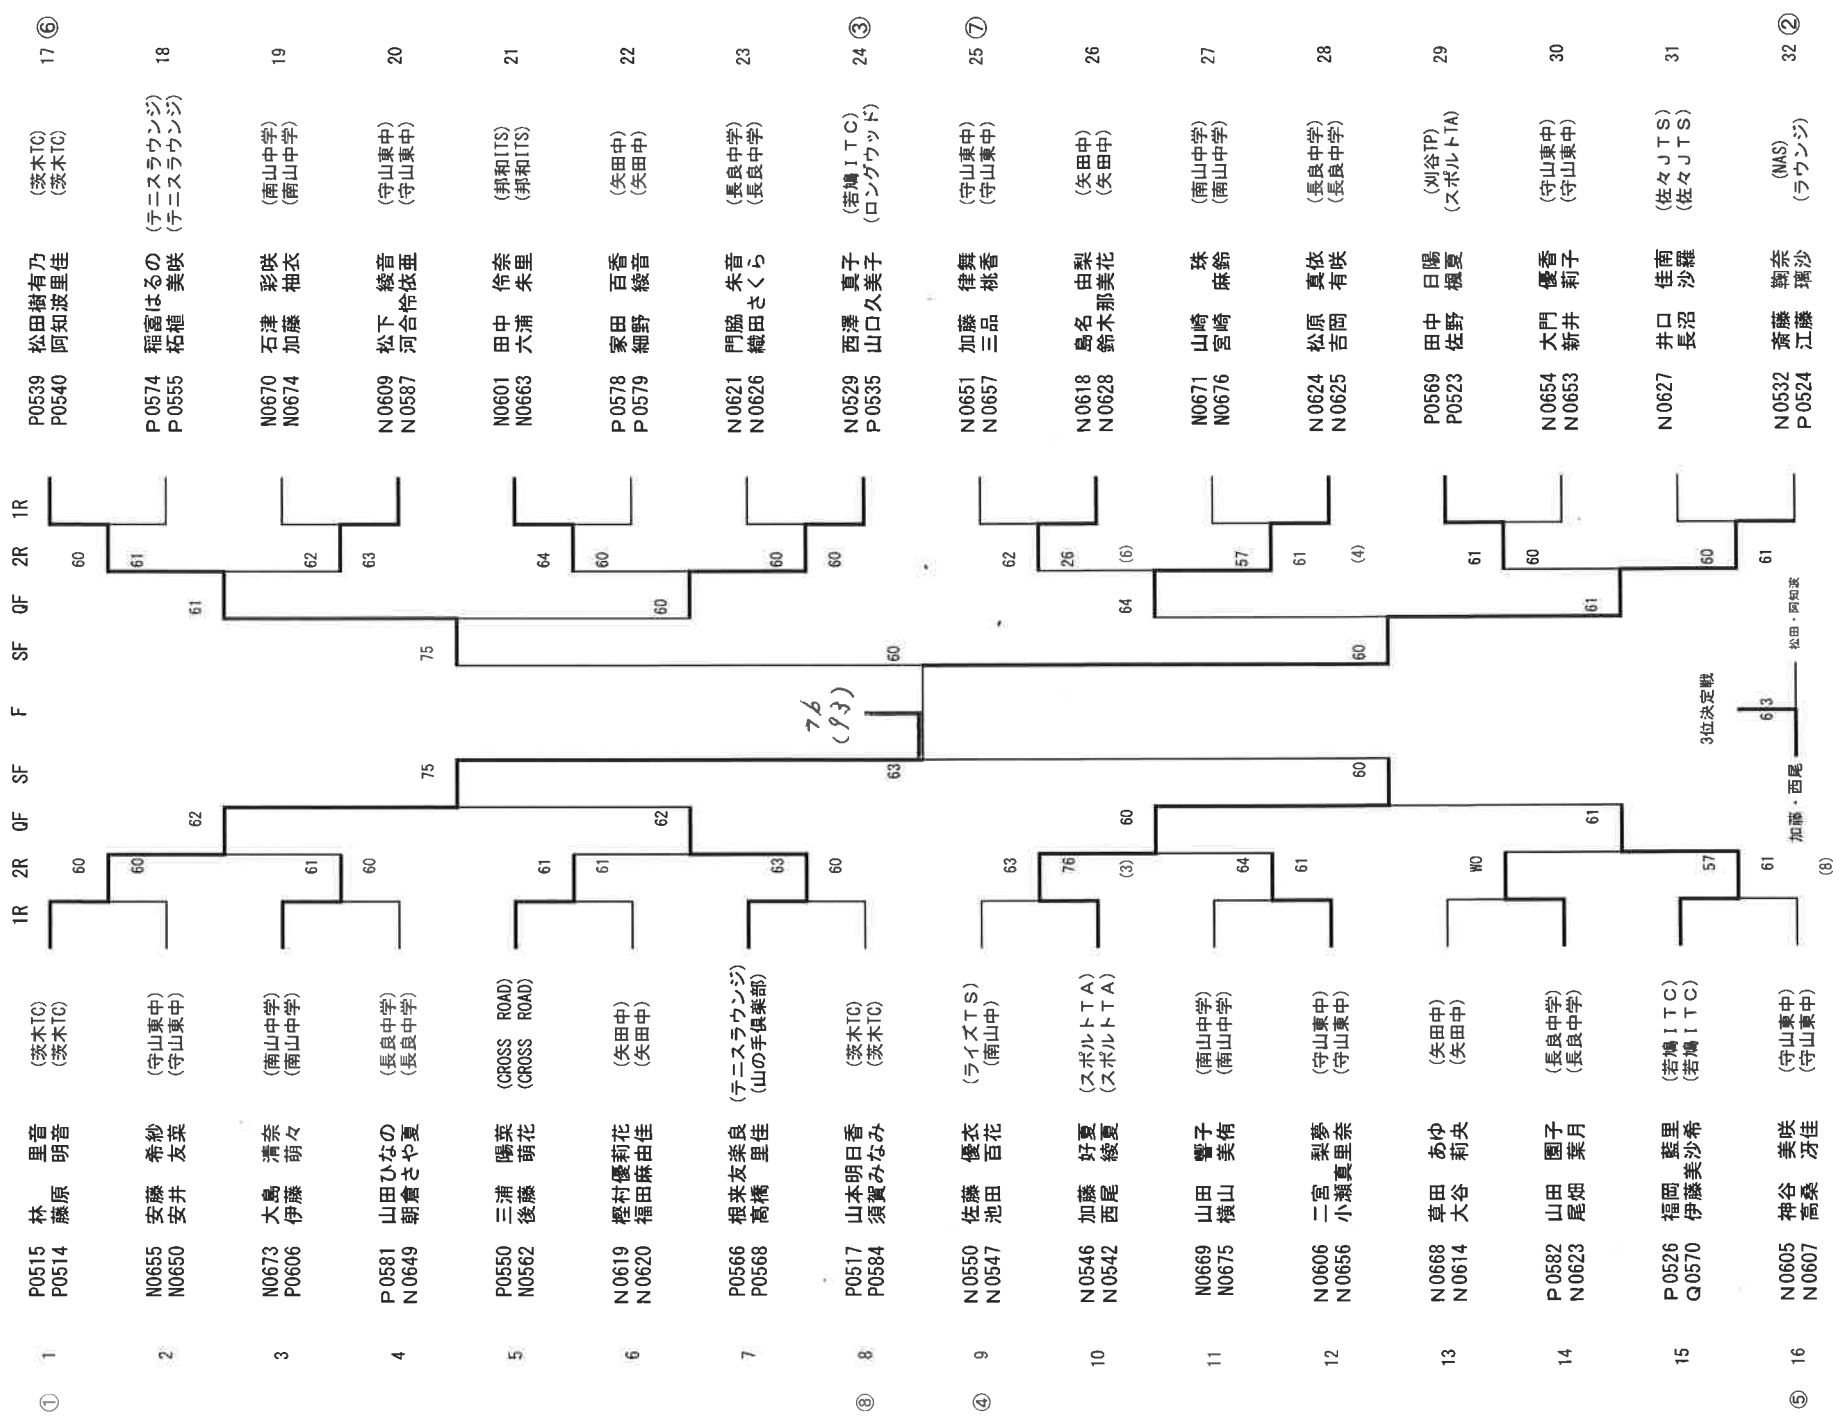 1R 2R QF SF F SF QF 2R 1R
① 1 P0515 林 里音 (茨木TC)
P0514 藤原 明音 (茨木TC)
60
2 N0655 安藤 希紗 (守山東中)
N0650 安井 友菜 (守山東中)
60
62
3 N0673 大島 清奈 (南山中学)
P0606 伊藤 萌々 (南山中学)
61
4 P0581 山田ひなの (長良中学)
N0649 朝倉さや夏 (長良中学)
60
75
5 P0550 三浦 陽菜 (CROSS ROAD)
N0562 後藤 萌花 (CROSS ROAD)
61
6 N0619 樫村優莉花 (矢田中)
N0620 福田麻由佳 (矢田中)
61
62
7 P0566 根来友楽良 (テニスラウンジ)
P0568 高橋 里佳 (山の手倶楽部)
63
⑧ 8 P0517 山本明日香 (茨木TC)
P0584 須賀みなみ (茨木TC)
60
63
④ 9 N0550 佐藤 優衣 (ライズTS)
N0547 池田 百花 (南山中)
63
10 N0546 加藤 好夏 (スポルトTA)
N0542 西尾 綾夏 (スポルトTA)
76
(3)
60
11 N0669 山田 響子 (南山中学)
N0675 横山 美侑 (南山中学)
64
12 N0606 二宮 梨夢 (守山東中)
N0656 小瀬真里奈 (守山東中)
61
60
13 N0668 草田 あゆ (矢田中)
N0614 大谷 莉央 (矢田中)
WO
14 P0582 山田 園子 (長良中学)
N0623 尾畑 葉月 (長良中学)
61
15 P0526 福岡 藍里 (若鳩ITC)
Q0570 伊藤美沙希 (若鳩ITC)
57
⑤ 16 N0605 神谷 美咲 (守山東中)
N0607 高桑 冴佳 (守山東中)
61
(8)
76
(93)
P0539 松田樹有乃 (茨木TC) 17 ⑥
P0540 阿知波里佳 (茨木TC)
60
P0574 稲富はるの (テニスラウンジ) 18
P0555 柘植 美咲 (テニスラウンジ)
61
61
N0670 石津 彩咲 (南山中学) 19
N0674 加藤 柚衣 (南山中学)
62
N0609 松下 綾音 (守山東中) 20
N0587 河合怜依亜 (守山東中)
63
75
N0601 田中 伶奈 (邦和ITS) 21
N0663 六浦 朱里 (邦和ITS)
64
P0578 家田 百香 (矢田中) 22
P0579 細野 綾音 (矢田中)
60
60
N0621 門脇 朱音 (長良中学) 23
N0626 織田さくら (長良中学)
60
N0529 西澤 真子 (若鳩ITC) 24 ③
P0535 山口久美子 (ロングウッド)
60
60
N0651 加藤 律舞 (守山東中) 25 ⑦
N0657 三品 桃香 (守山東中)
62
N0618 島名 由梨 (矢田中) 26
N0628 鈴木那美花 (矢田中)
26
(6)
64
N0671 山崎 珠 (南山中学) 27
N0676 宮崎 麻鈴 (南山中学)
57
N0624 松原 真依 (長良中学) 28
N0625 吉岡 有咲 (長良中学)
61
(4)
60
P0569 田中 日陽 (刈谷TP) 29
P0523 佐野 楓夏 (スポルトTA)
61
N0654 大門 優香 (守山東中) 30
N0653 新井 莉子 (守山東中)
60
61
N0627 井口 佳南 (佐々JTS) 31
長沼 沙羅 (佐々JTS)
60
N0532 斎藤 鞠奈 (NAS) 32 ②
P0524 江藤 璃沙 (ラウンジ)
61
3位決定戦
加藤・西尾 63 松田・阿知波